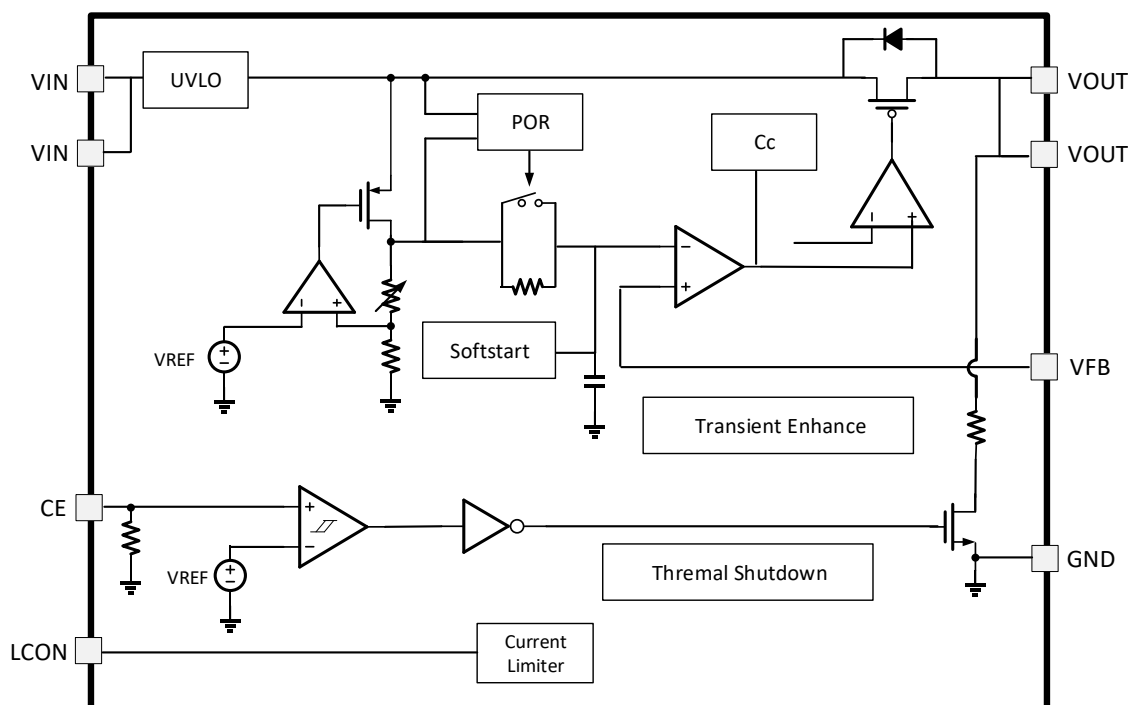 VIN
UVLO
VOUT
VIN
POR
Cc
VOUT
VREF
Softstart
VFB
Transient Enhance
CE
VREF
Thremal Shutdown
GND
LCON
Current
Limiter